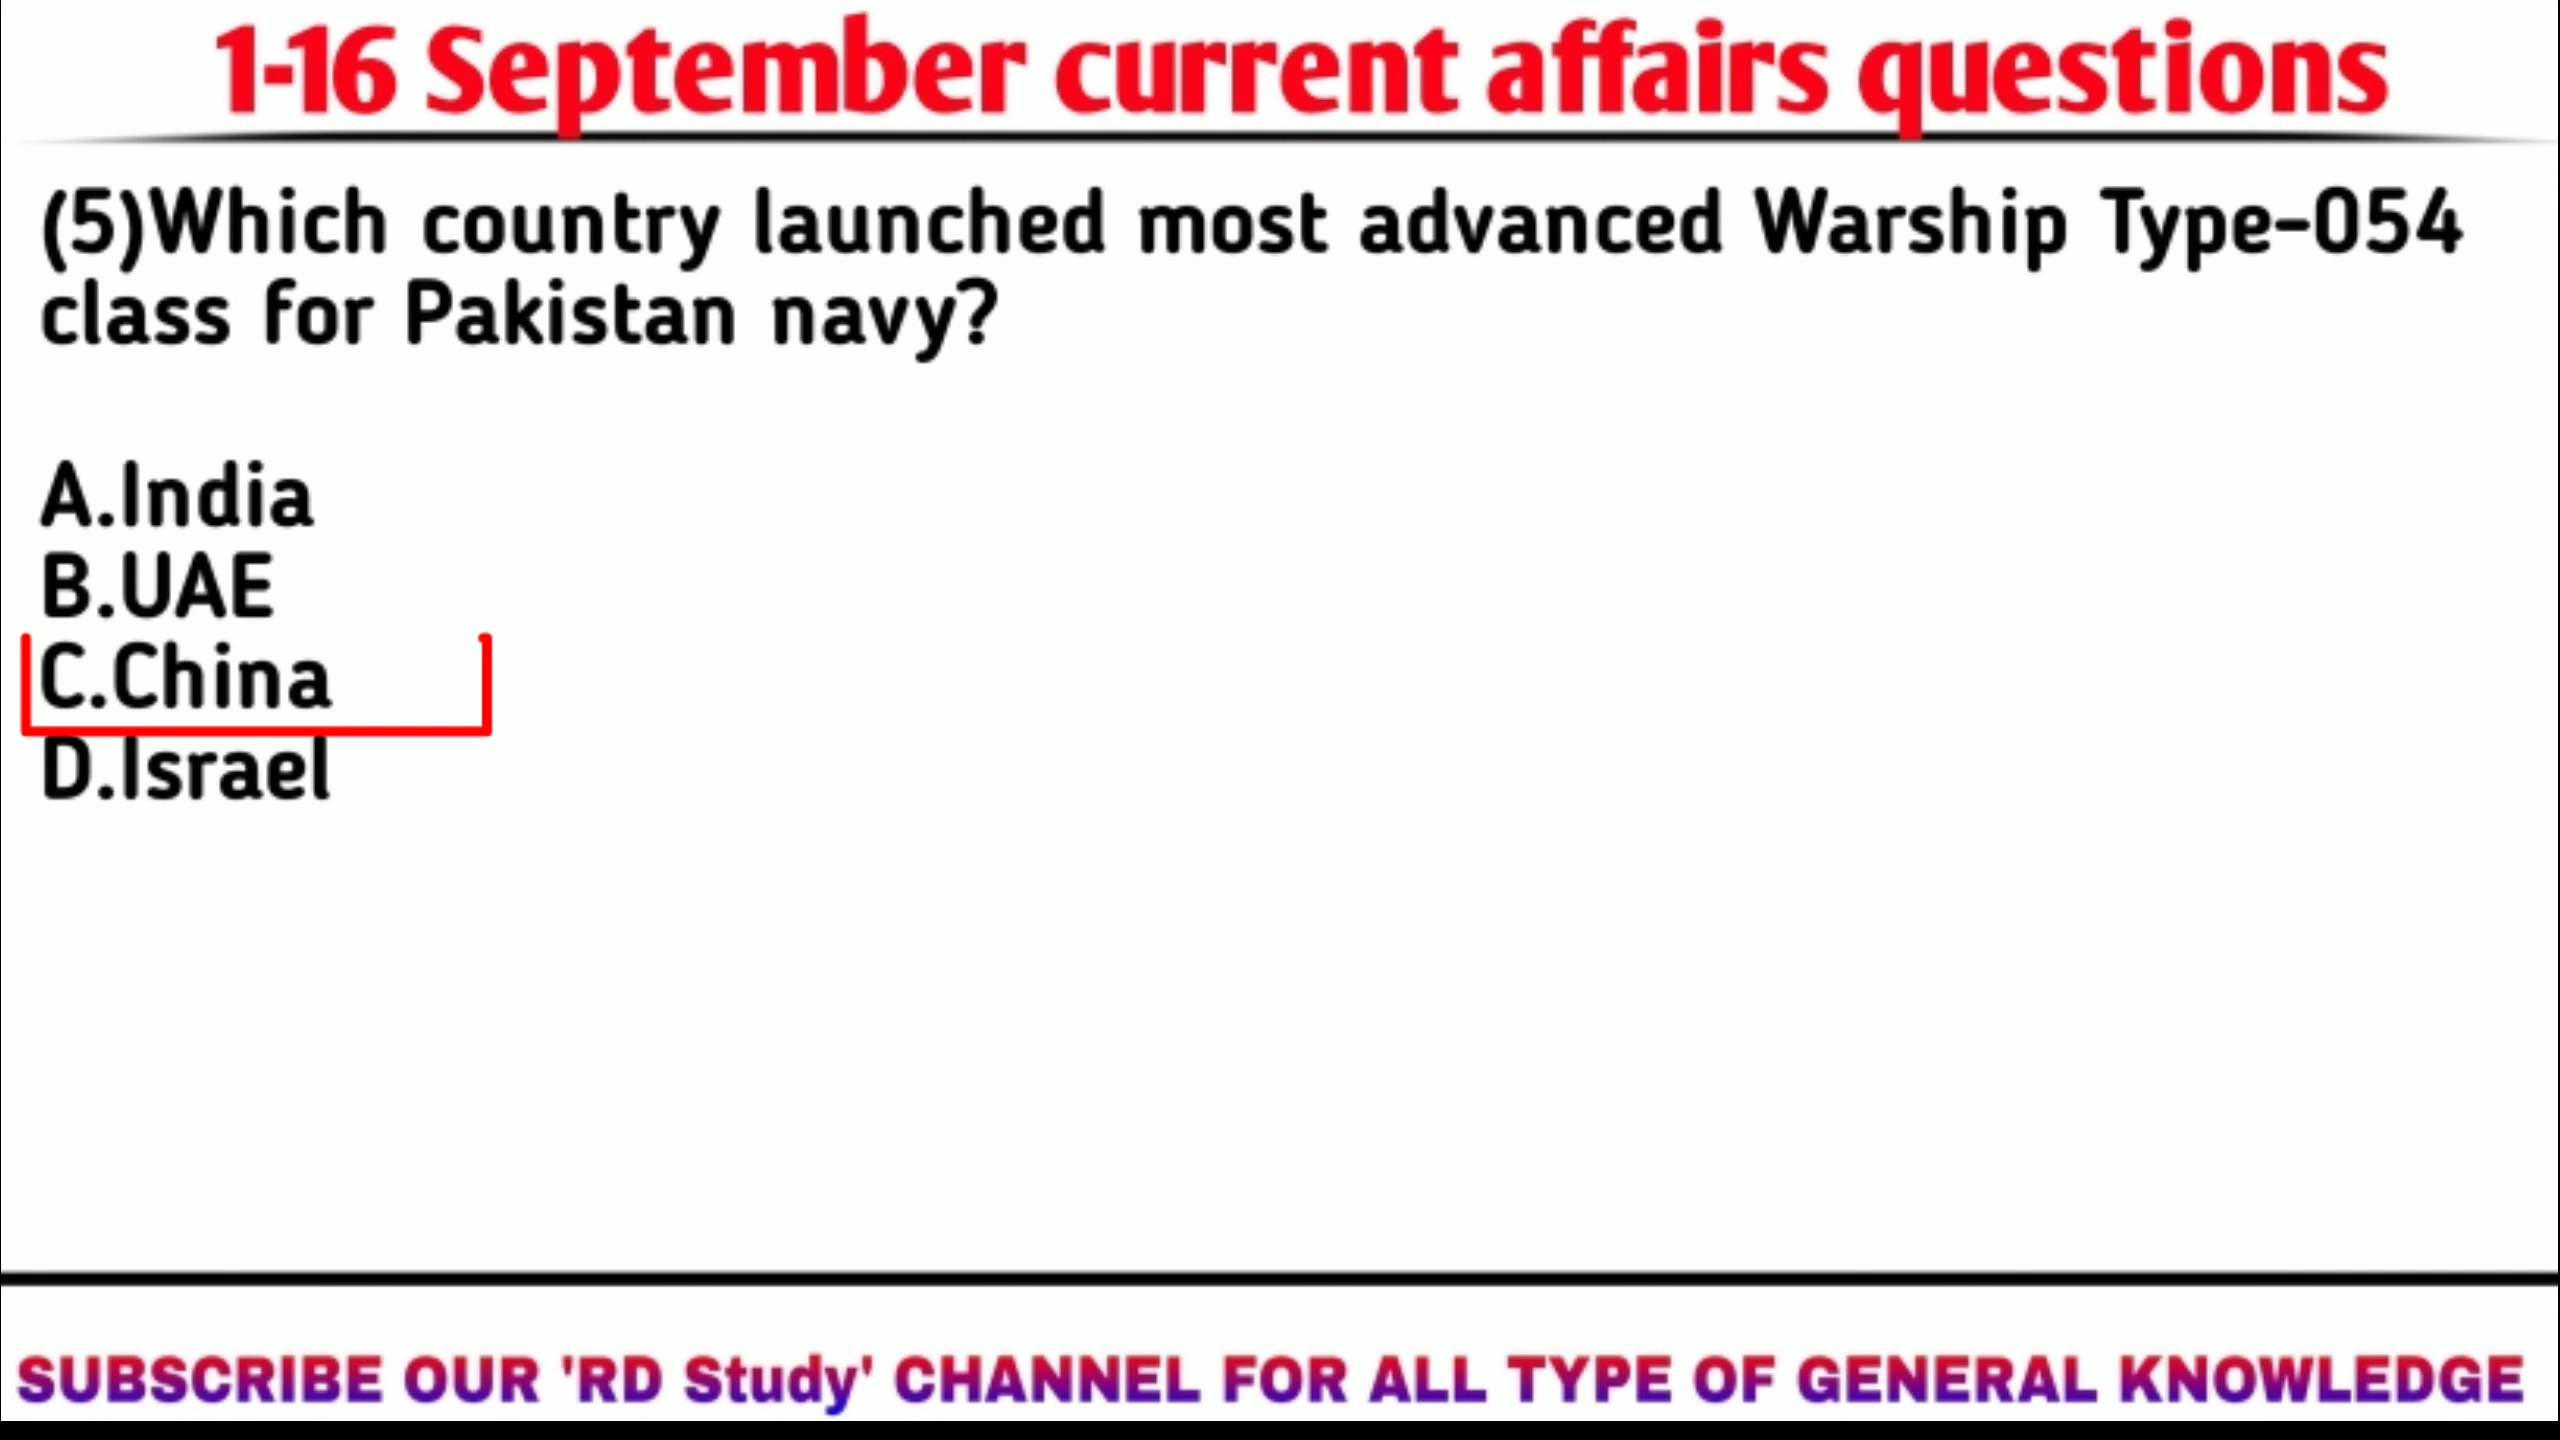 1-16 September current affairs questions
(5)Which country launched most advanced Warship Type-054
class for Pakistan navy?
A.India
B.UAE
C.China
D.Israel
SUBSCRIBE OUR 'RD Study' CHANNEL FOR ALL TYPE OF GENERAL KNOWLEDGE